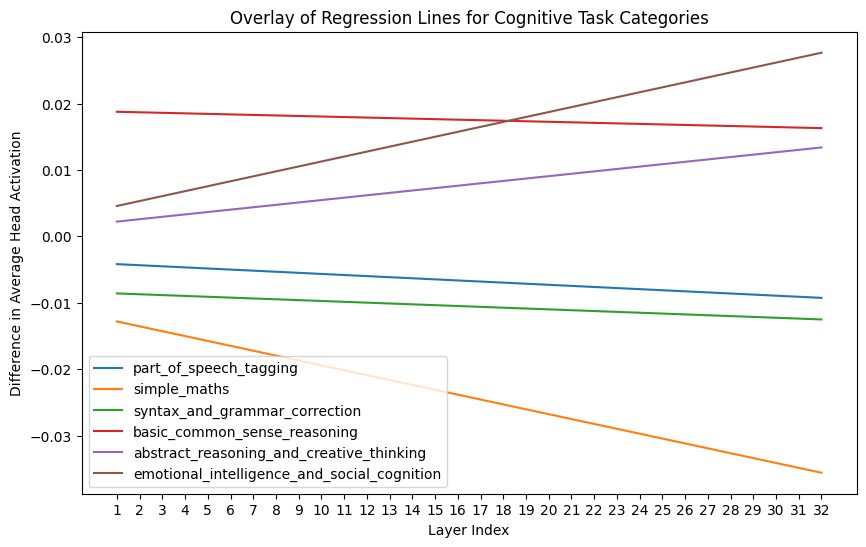 Overlay of Regression Lines for Cognitive Task Categories
Difference in Average Head Activation
0.03
0.02
0.01
0.00
−0.01
−0.02
−0.03
part_of_speech_tagging
simple_maths
syntax_and_grammar_correction
basic_common_sense_reasoning
abstract_reasoning_and_creative_thinking
emotional_intelligence_and_social_cognition
1 2 3 4 5 6 7 8 9 10 11 12 13 14 15 16 17 18 19 20 21 22 23 24 25 26 27 28 29 30 31 32
Layer Index